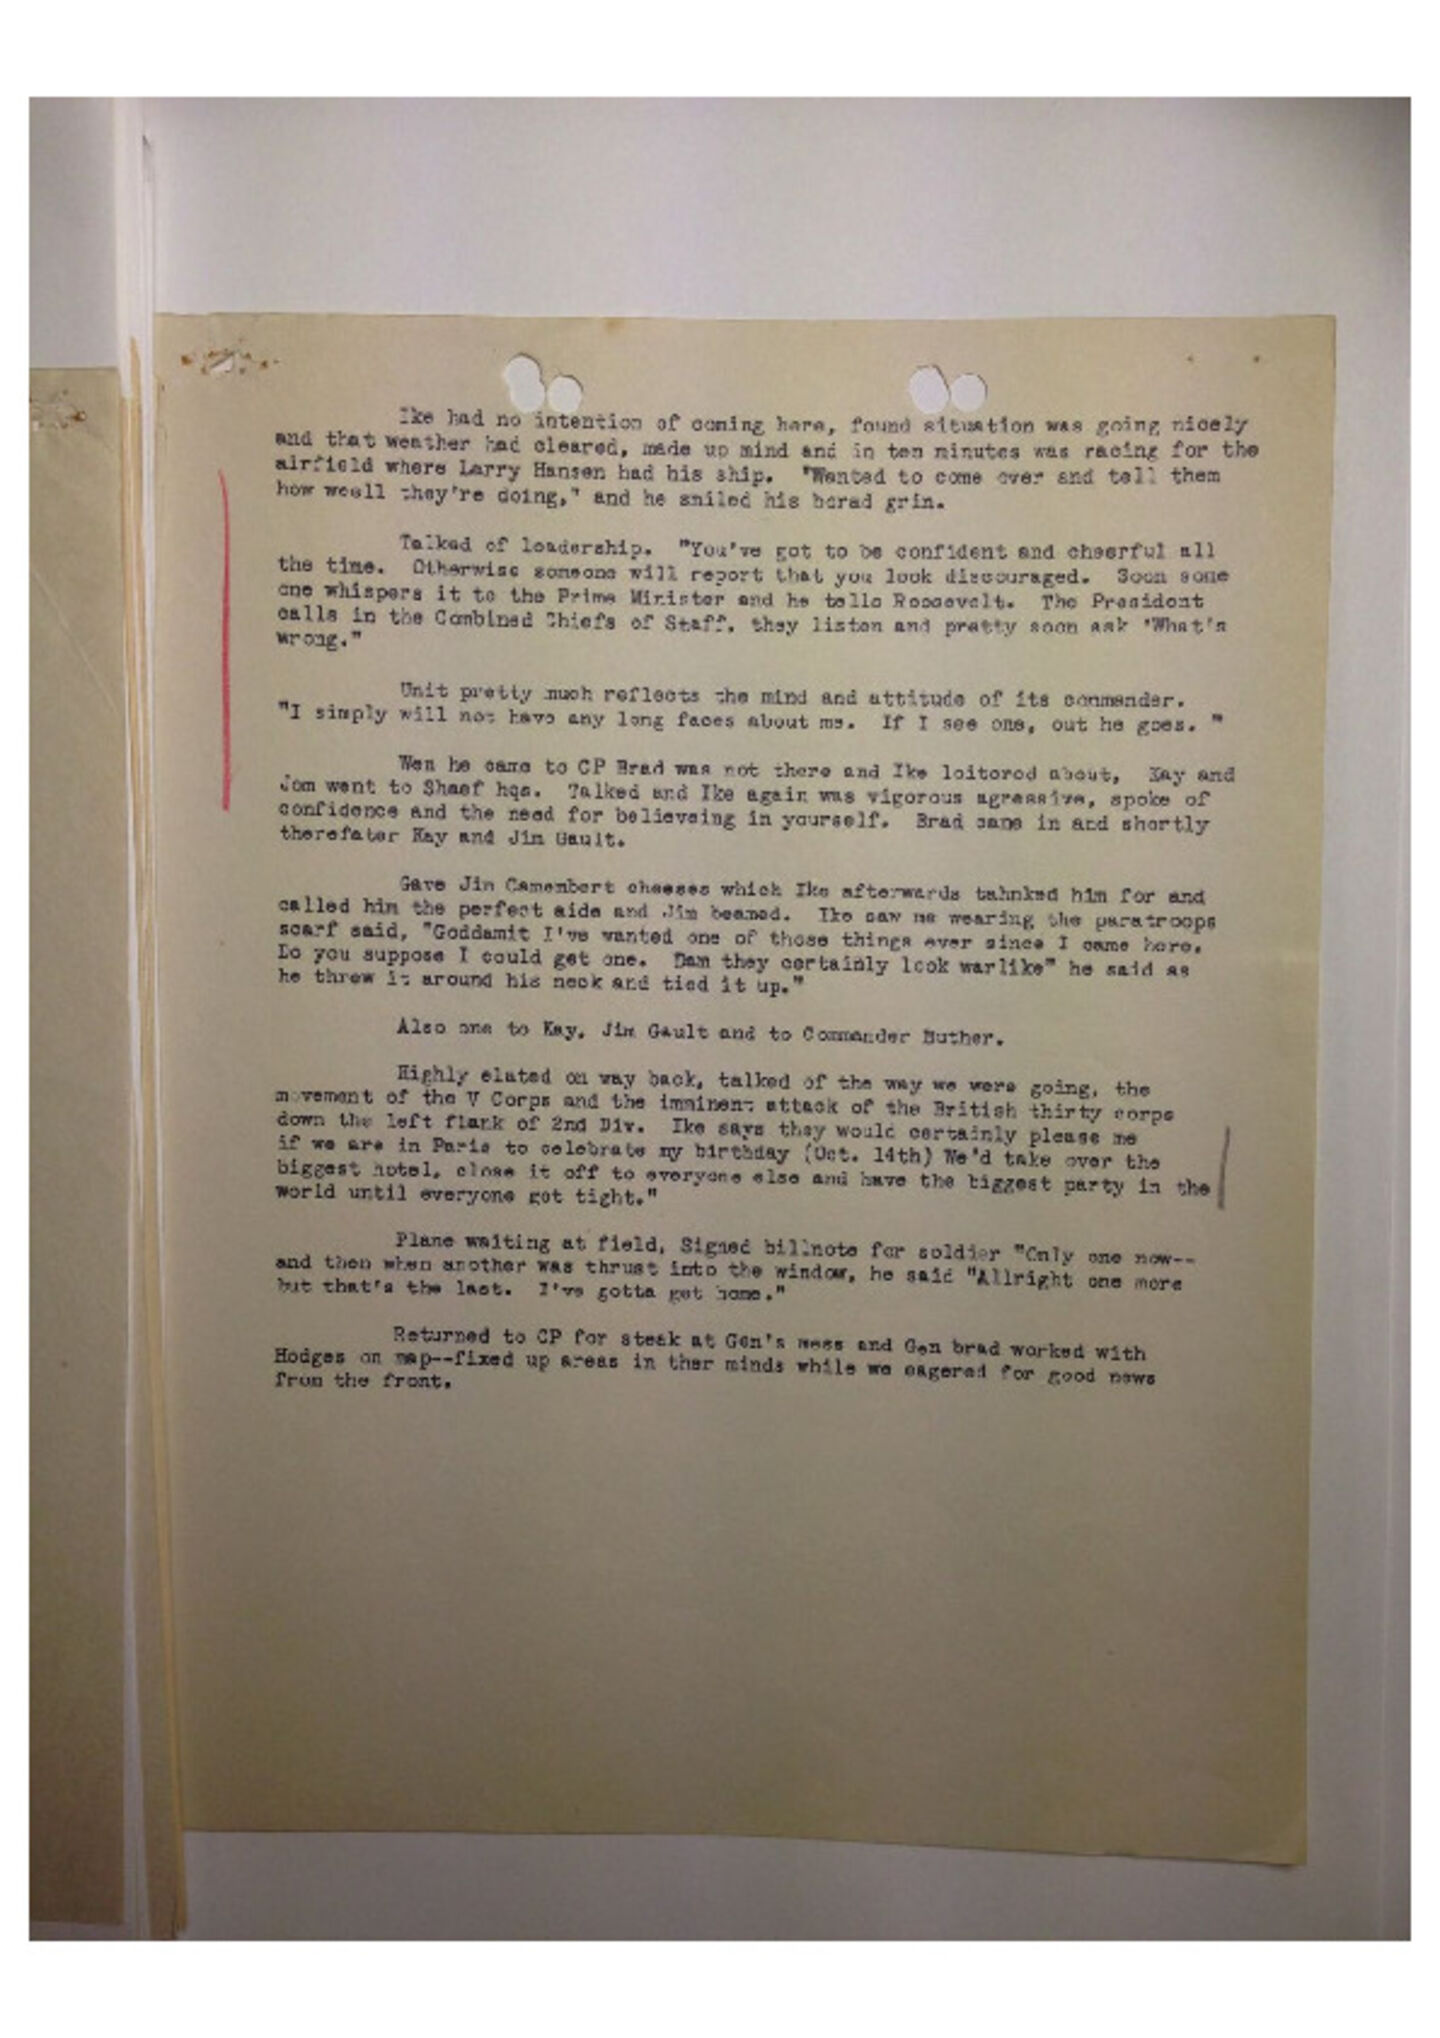 Ike had no intention of coming here, found situation was going nicely
and that weather had cleared, made up mind and in ten minutes was racing for the
airfield where Larry Hansen had his ship. "Wanted to come over and tell them
how woell they're doing," and he smiled his borad grin.
Talked of leadership. "You've got to be confident and cheerful all
the time. Otherwise someone will report that you look discouraged. Soon some
one whispers it to the Prime Minister and he tells Roosevelt. The President
calls in the Combined Chiefs of Staff, they listen and pretty soon ask 'What's
wrong."
Unit pretty much reflects the mind and attitude of its commander.
"I simply will not have any long faces about me. If I see one, out he goes. "
Wen he came to CP Brad was not there and Ike loitored about, Kay and
Jom went to Shaef hqs. Talked and Ike again was vigorous agressive, spoke of
confidence and the need for believeing in yourself. Brad came in and shortly
therefater Kay and Jim Gault.
Gave Jim Camembert cheeses which Ike afterwards tahnked him for and
called him the perfect aide and Jim beamed. Ike saw me wearing the paratroops
scarf said, "Goddamit I've wanted one of those things ever since I came here.
Do you suppose I could get one. Dam they certainly look warlike" he said as
he threw it around his neck and tied it up."
Also one to Kay, Jim Gault and to Commander Buther.
Highly elated on way back, talked of the way we were going, the
movement of the V Corps and the imminent attack of the British thirty corps
down the left flank of 2nd Div. Ike says they would certainly please me
if we are in Paris to celebrate my birthday (Oct. 14th) We'd take over the
biggest hotel, close it off to everyone else and have the biggest party in the
world until everyone got tight."
Plane waiting at field, Signed billnote for soldier "Only one now--
and then when another was thrust into the window, he said "Allright one more
but that's the last. I've gotta get home."
Returned to CP for steak at Gen's mess and Gen brad worked with
Hodges on map--fixed up areas in ther minds while we eagered for good news
from the front.